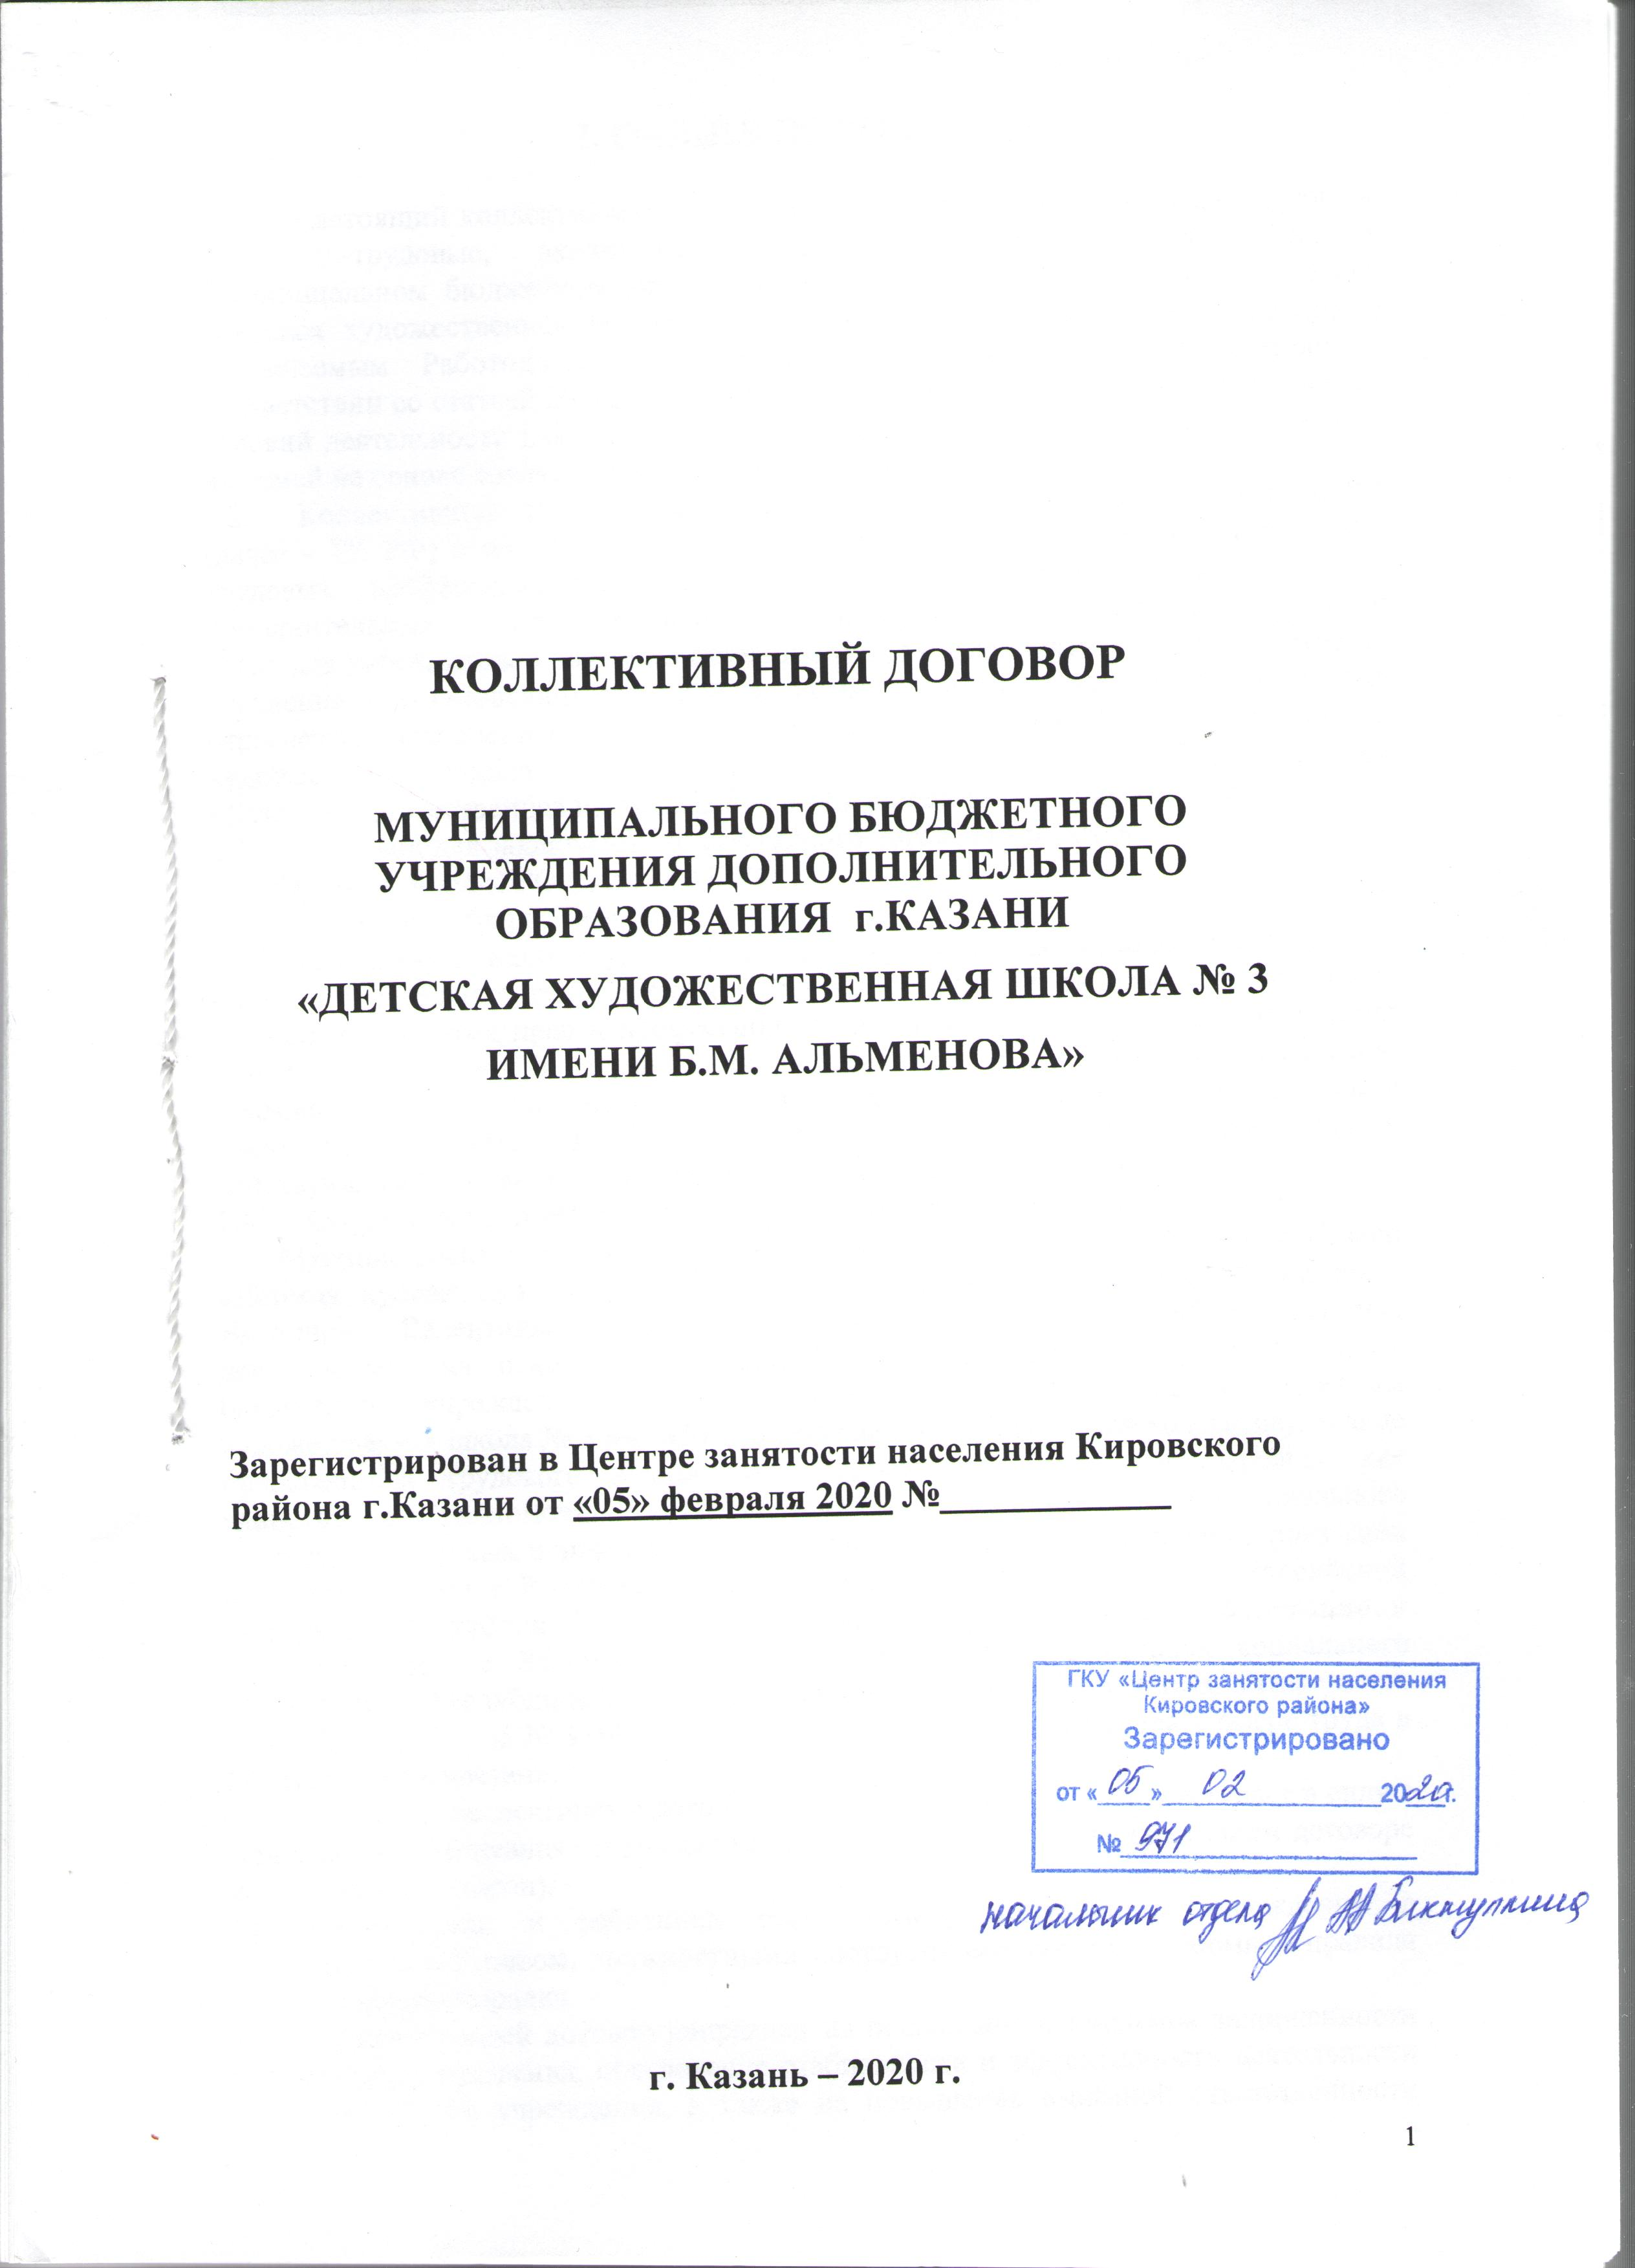 КОЛЛЕКТИВНЫЙ ДОГОВОР
МУНИЦИПАЛЬНОГО БЮДЖЕТНОГО
УЧРЕЖДЕНИЯ ДОПОЛНИТЕЛЬНОГО
ОБРАЗОВАНИЯ г.КАЗАНИ
«ДЕТСКАЯ ХУДОЖЕСТВЕННАЯ ШКОЛА № 3
ИМЕНИ Б.М. АЛЬМЕНОВА»
Зарегистрирован в Центре занятости населения Кировского
района г.Казани от «05» февраля 2020 №____________
ГКУ «Центр занятости населения
Кировского района»
Зарегистрировано
от «05» 02 2020г.
№ 971
начальник отдела
г. Казань – 2020 г.
1